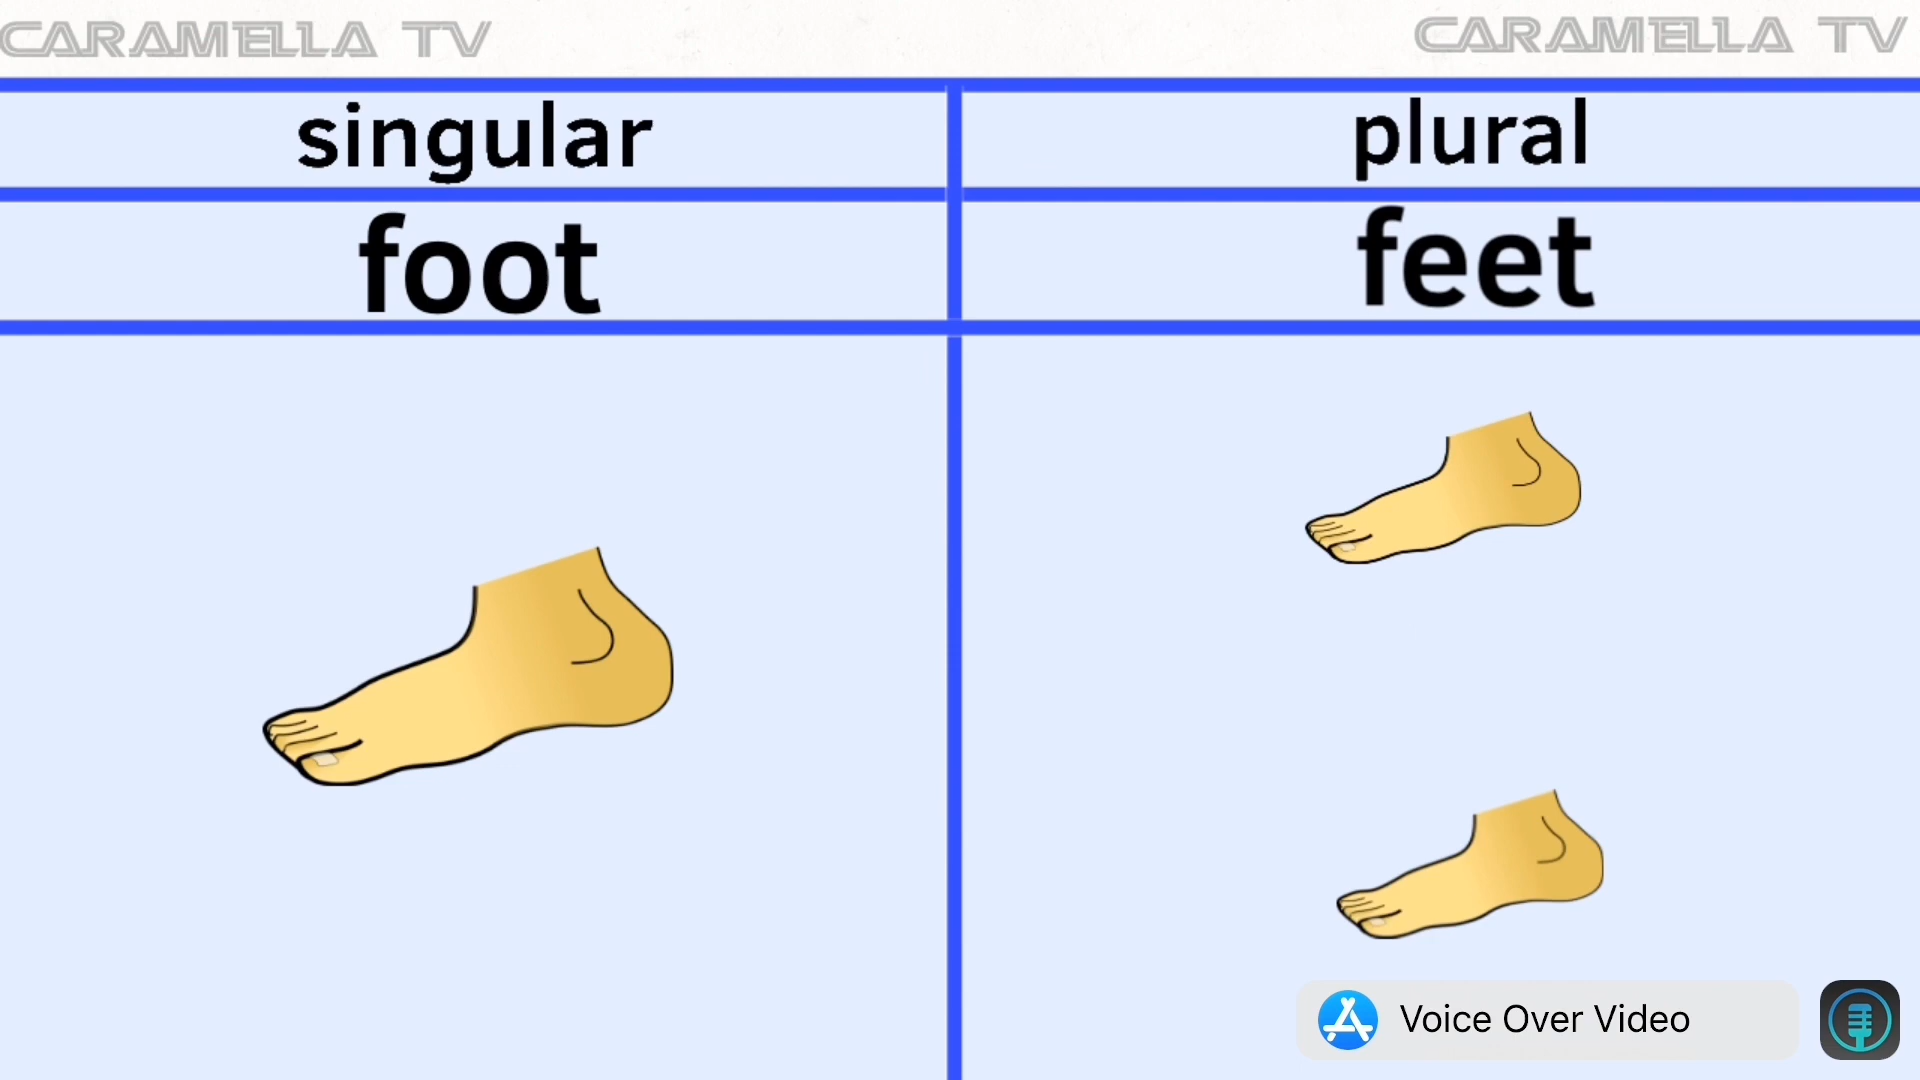 CARAMELLA TV CARAMELLA TV
singular plural
foot feet
Voice Over Video